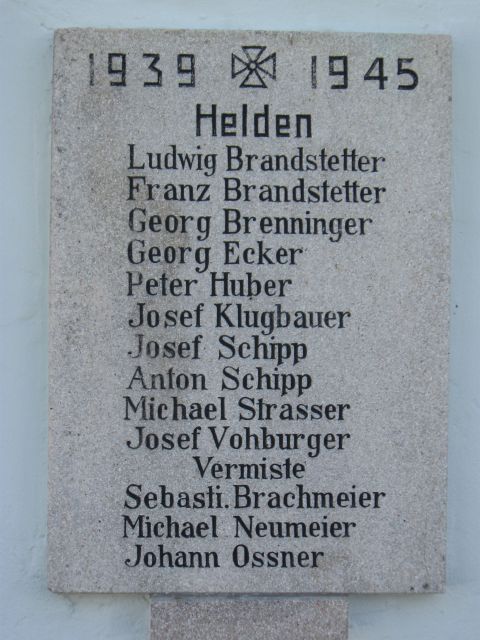 1939 1945
Helden
Ludwig Brandstetter
Franz Brandstetter
Georg Brenninger
Georg Ecker
Peter Huber
Josef Klugbauer
Josef Schipp
Anton Schipp
Michael Strasser
Josef Vohburger
Vermiste
Sebasti. Brachmeier
Michael Neumeier
Johann Ossner